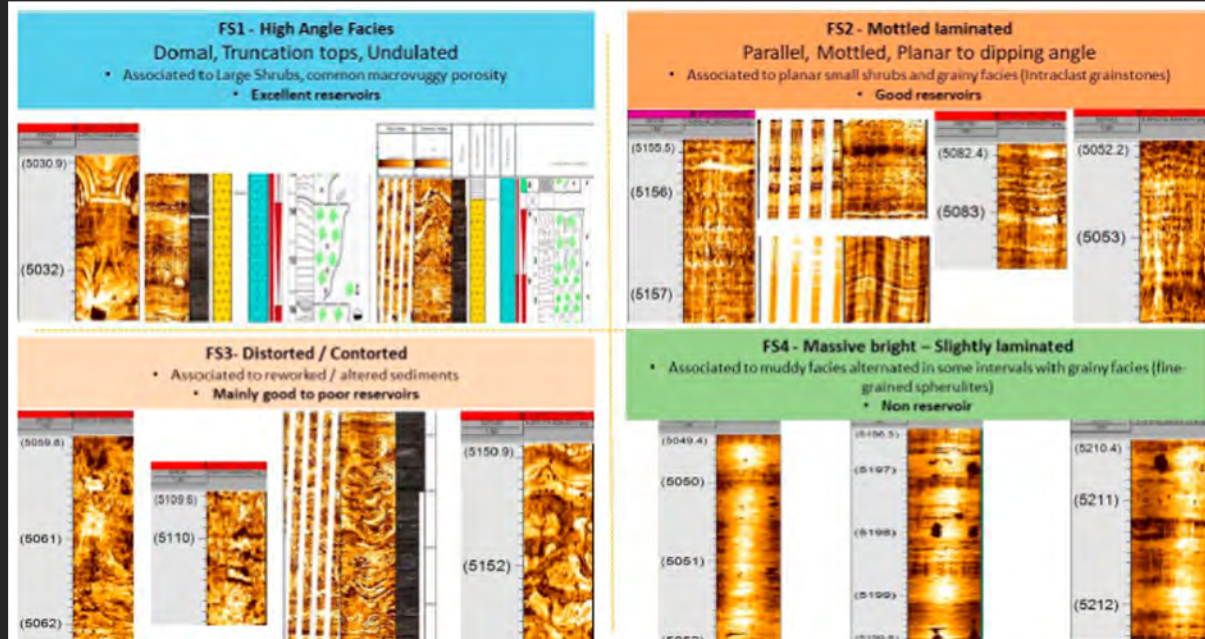 FS1 - High Angle Facies
Domal, Truncation tops, Undulated
• Associated to Large Shrubs, common macrovuggy porosity
• Excellent reservoirs
FS2 - Mottled laminated
Parallel, Mottled, Planar to dipping angle
• Associated to planar small shrubs and grainy facies (Intraclast grainstones)
• Good reservoirs
(5030.9)
(5032)
(5155.5)
(5156)
(5157)
(5082.4)
(5083)
(5052.2)
(5053)
FS3- Distorted / Contorted
• Associated to reworked / altered sediments
• Mainly good to poor reservoirs
FS4 - Massive bright – Slightly laminated
• Associated to muddy facies alternated in some intervals with grainy facies (fine-
grained spherulites)
• Non reservoir
(5059.8)
(5061)
(5062)
(5109.6)
(5110)
(5150.9)
(5152)
(5049.4)
(5050)
(5051)
(5197)
(5198)
(5199)
(5210.4)
(5211)
(5212)